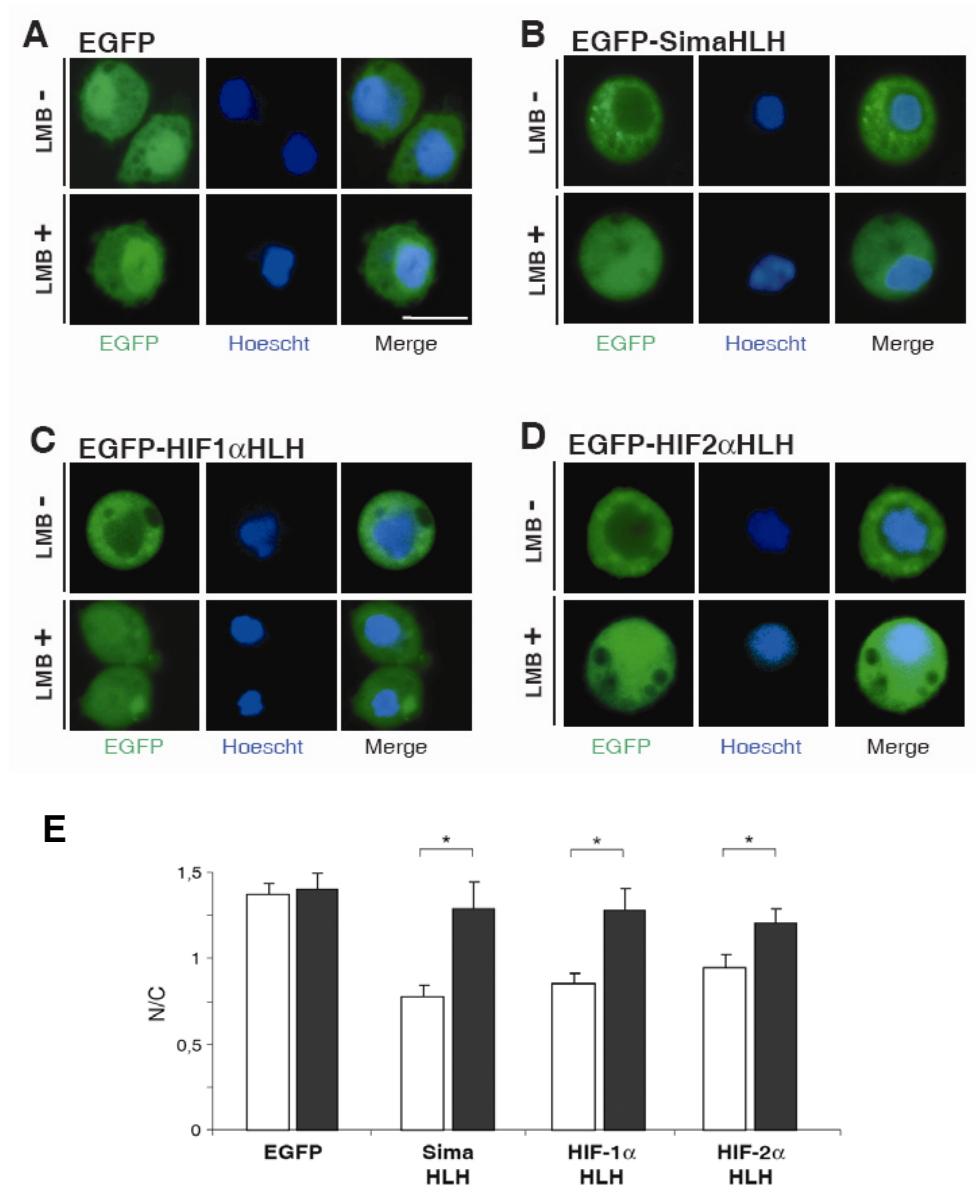 A EGFP
LMB -
LMB +
EGFP Hoescht Merge
B EGFP-SimaHLH
LMB -
LMB +
EGFP Hoescht Merge
C EGFP-HIF1αHLH
LMB -
LMB +
EGFP Hoescht Merge
D EGFP-HIF2αHLH
LMB -
LMB +
EGFP Hoescht Merge
E
* * *
1,5
1
0,5
0
N/C
EGFP Sima HIF-1α HIF-2α
HLH HLH HLH